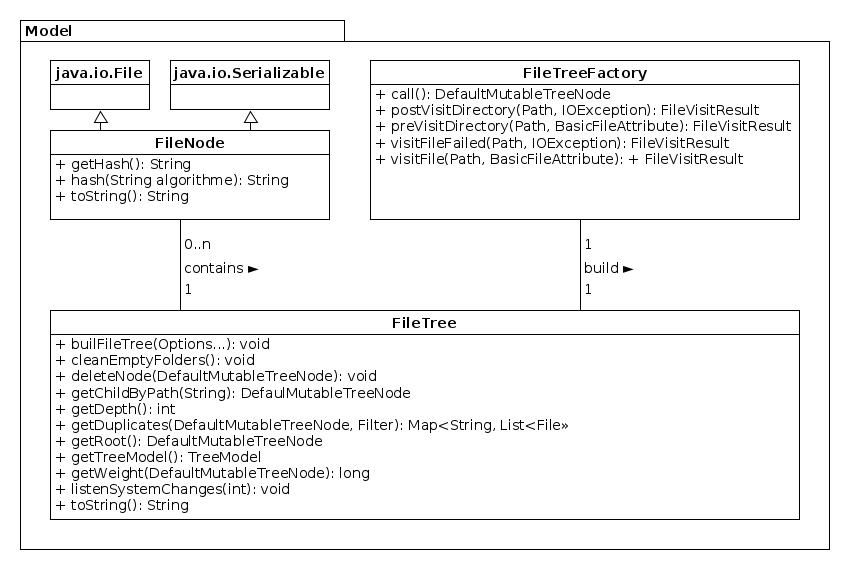 Model
java.io.File
java.io.Serializable
FileTreeFactory
+ call(): DefaultMutableTreeNode
+ postVisitDirectory(Path, IOException): FileVisitResult
+ preVisitDirectory(Path, BasicFileAttribute): FileVisitResult
+ visitFileFailed(Path, IOException): FileVisitResult
+ visitFile(Path, BasicFileAttribute): + FileVisitResult
FileNode
+ getHash(): String
+ hash(String algorithme): String
+ toString(): String
0..n
contains ►
1
1
build ►
1
FileTree
+ builFileTree(Options...): void
+ cleanEmptyFolders(): void
+ deleteNode(DefaultMutableTreeNode): void
+ getChildByPath(String): DefaulMutableTreeNode
+ getDepth(): int
+ getDuplicates(DefaultMutableTreeNode, Filter): Map<String, List<File»
+ getRoot(): DefaultMutableTreeNode
+ getTreeModel(): TreeModel
+ getWeight(DefaultMutableTreeNode): long
+ listenSystemChanges(int): void
+ toString(): String